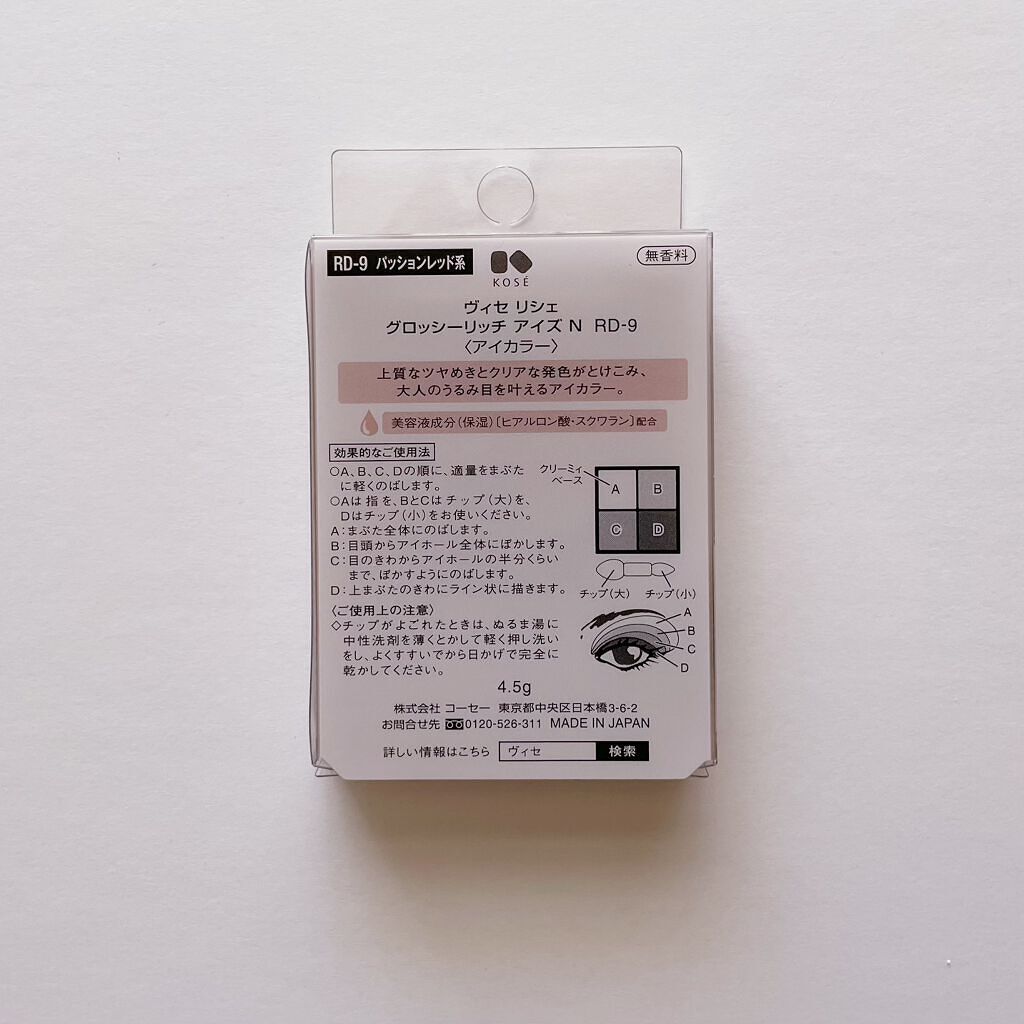 RD-9 パッションレッド系
KOSÉ
無香料
ヴィセ リシェ
グロッシーリッチ アイズ N RD-9
〈アイカラー〉
上質なツヤめきとクリアな発色がとけこみ、
大人のうるみ目を叶えるアイカラー。
美容液成分(保湿)〔ヒアルロン酸・スクワラン〕配合
効果的なご使用法
○A、B、C、Dの順に、適量をまぶた
に軽くのばします。
○Aは指を、BとCはチップ(大)を、
Dはチップ(小)をお使いください。
A:まぶた全体にのばします。
B:目頭からアイホール全体にぼかします。
C:目のきわからアイホールの半分くらい
まで、ぼかすようにのばします。
D:上まぶたのきわにライン状に描きます。
クリーミィ
ベース
A B
C D
チップ(大) チップ(小)
〈ご使用上の注意〉
◇チップがよごれたときは、ぬるま湯に
中性洗剤を薄くとかして軽く押し洗い
をし、よくすすいでから日かげで完全に
乾かしてください。
A
B
C
D
4.5g
株式会社 コーセー 東京都中央区日本橋3-6-2
お問合せ先 0120-526-311 MADE IN JAPAN
詳しい情報はこちら ヴィセ 検索